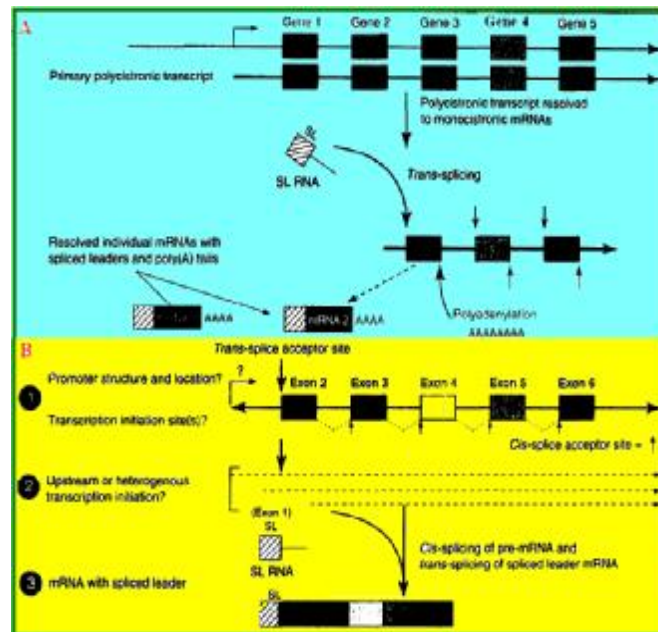 A
Gene 1 Gene 2 Gene 3 Gene 4 Gene 5
Primary polycistronic transcript
Polycistronic transcript resolved
to monocistronic mRNAs
SL
SL RNA
Trans-splicing
Resolved individual mRNAs with
spliced leaders and poly(A) tails
AAAA
mRNA-2 AAAA
Polyadenylation
AAAAAAAA
B
Trans-splice acceptor site
1 Promoter structure and location?
?
Exon 2 Exon 3 Exon 4 Exon 5 Exon 6
Transcription initiation site(s)?
Cis-splice acceptor site = ↑
2 Upstream or heterogenous
transcription initiation?
(Exon 1)
SL
SL RNA
Cis-splicing of pre-mRNA and
trans-splicing of spliced leader mRNA
3 mRNA with spliced leader
SL